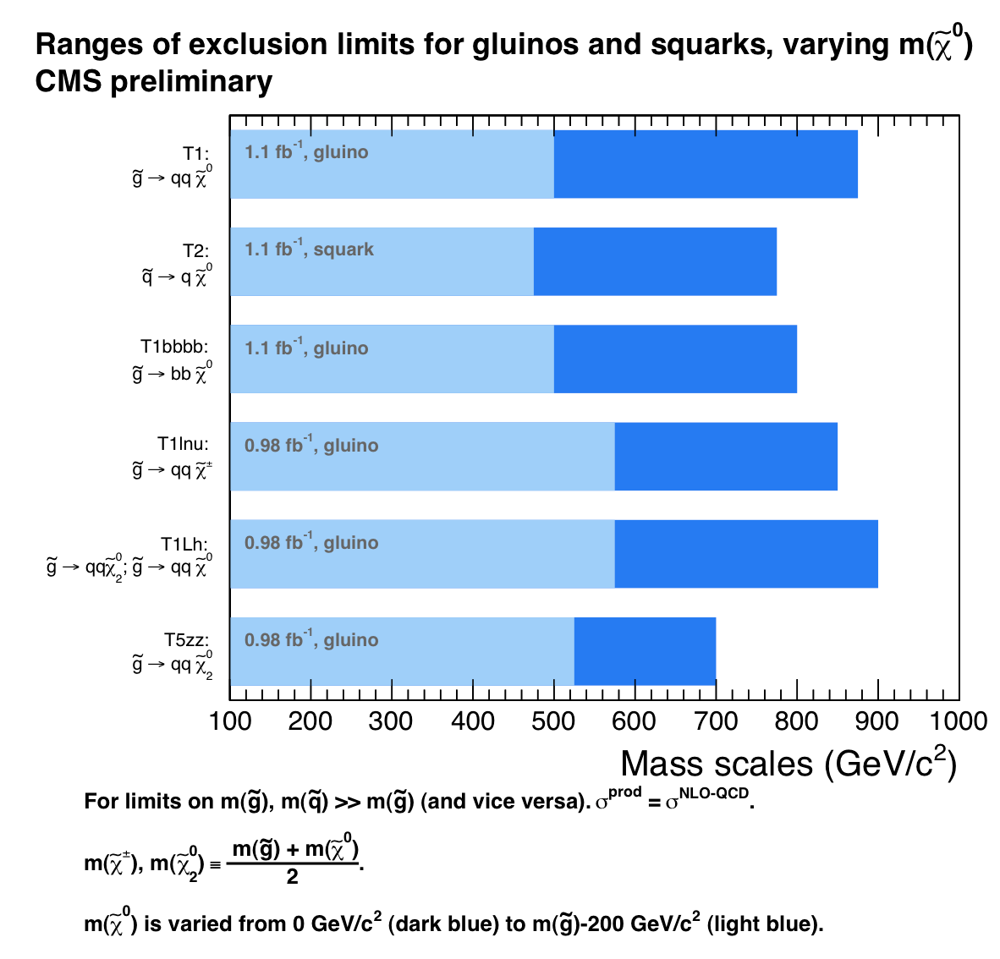 Ranges of exclusion limits for gluinos and squarks, varying m(χ̃⁰)
CMS preliminary
T1:
g̃ → qq χ̃⁰
1.1 fb⁻¹, gluino
T2:
q̃ → q χ̃⁰
1.1 fb⁻¹, squark
T1bbbb:
g̃ → bb χ̃⁰
1.1 fb⁻¹, gluino
T1lnu:
g̃ → qq χ̃±
0.98 fb⁻¹, gluino
T1Lh:
g̃ → qqχ̃₂⁰; g̃ → qq χ̃⁰
0.98 fb⁻¹, gluino
T5zz:
g̃ → qq χ̃₂⁰
0.98 fb⁻¹, gluino
100 200 300 400 500 600 700 800 900 1000
Mass scales (GeV/c²)
For limits on m(g̃), m(q̃) >> m(g̃) (and vice versa). σ^prod = σ^NLO-QCD.
m(χ̃±), m(χ̃₂⁰) ≡ m(g̃) + m(χ̃⁰)
2.
m(χ̃⁰) is varied from 0 GeV/c² (dark blue) to m(g̃)-200 GeV/c² (light blue).